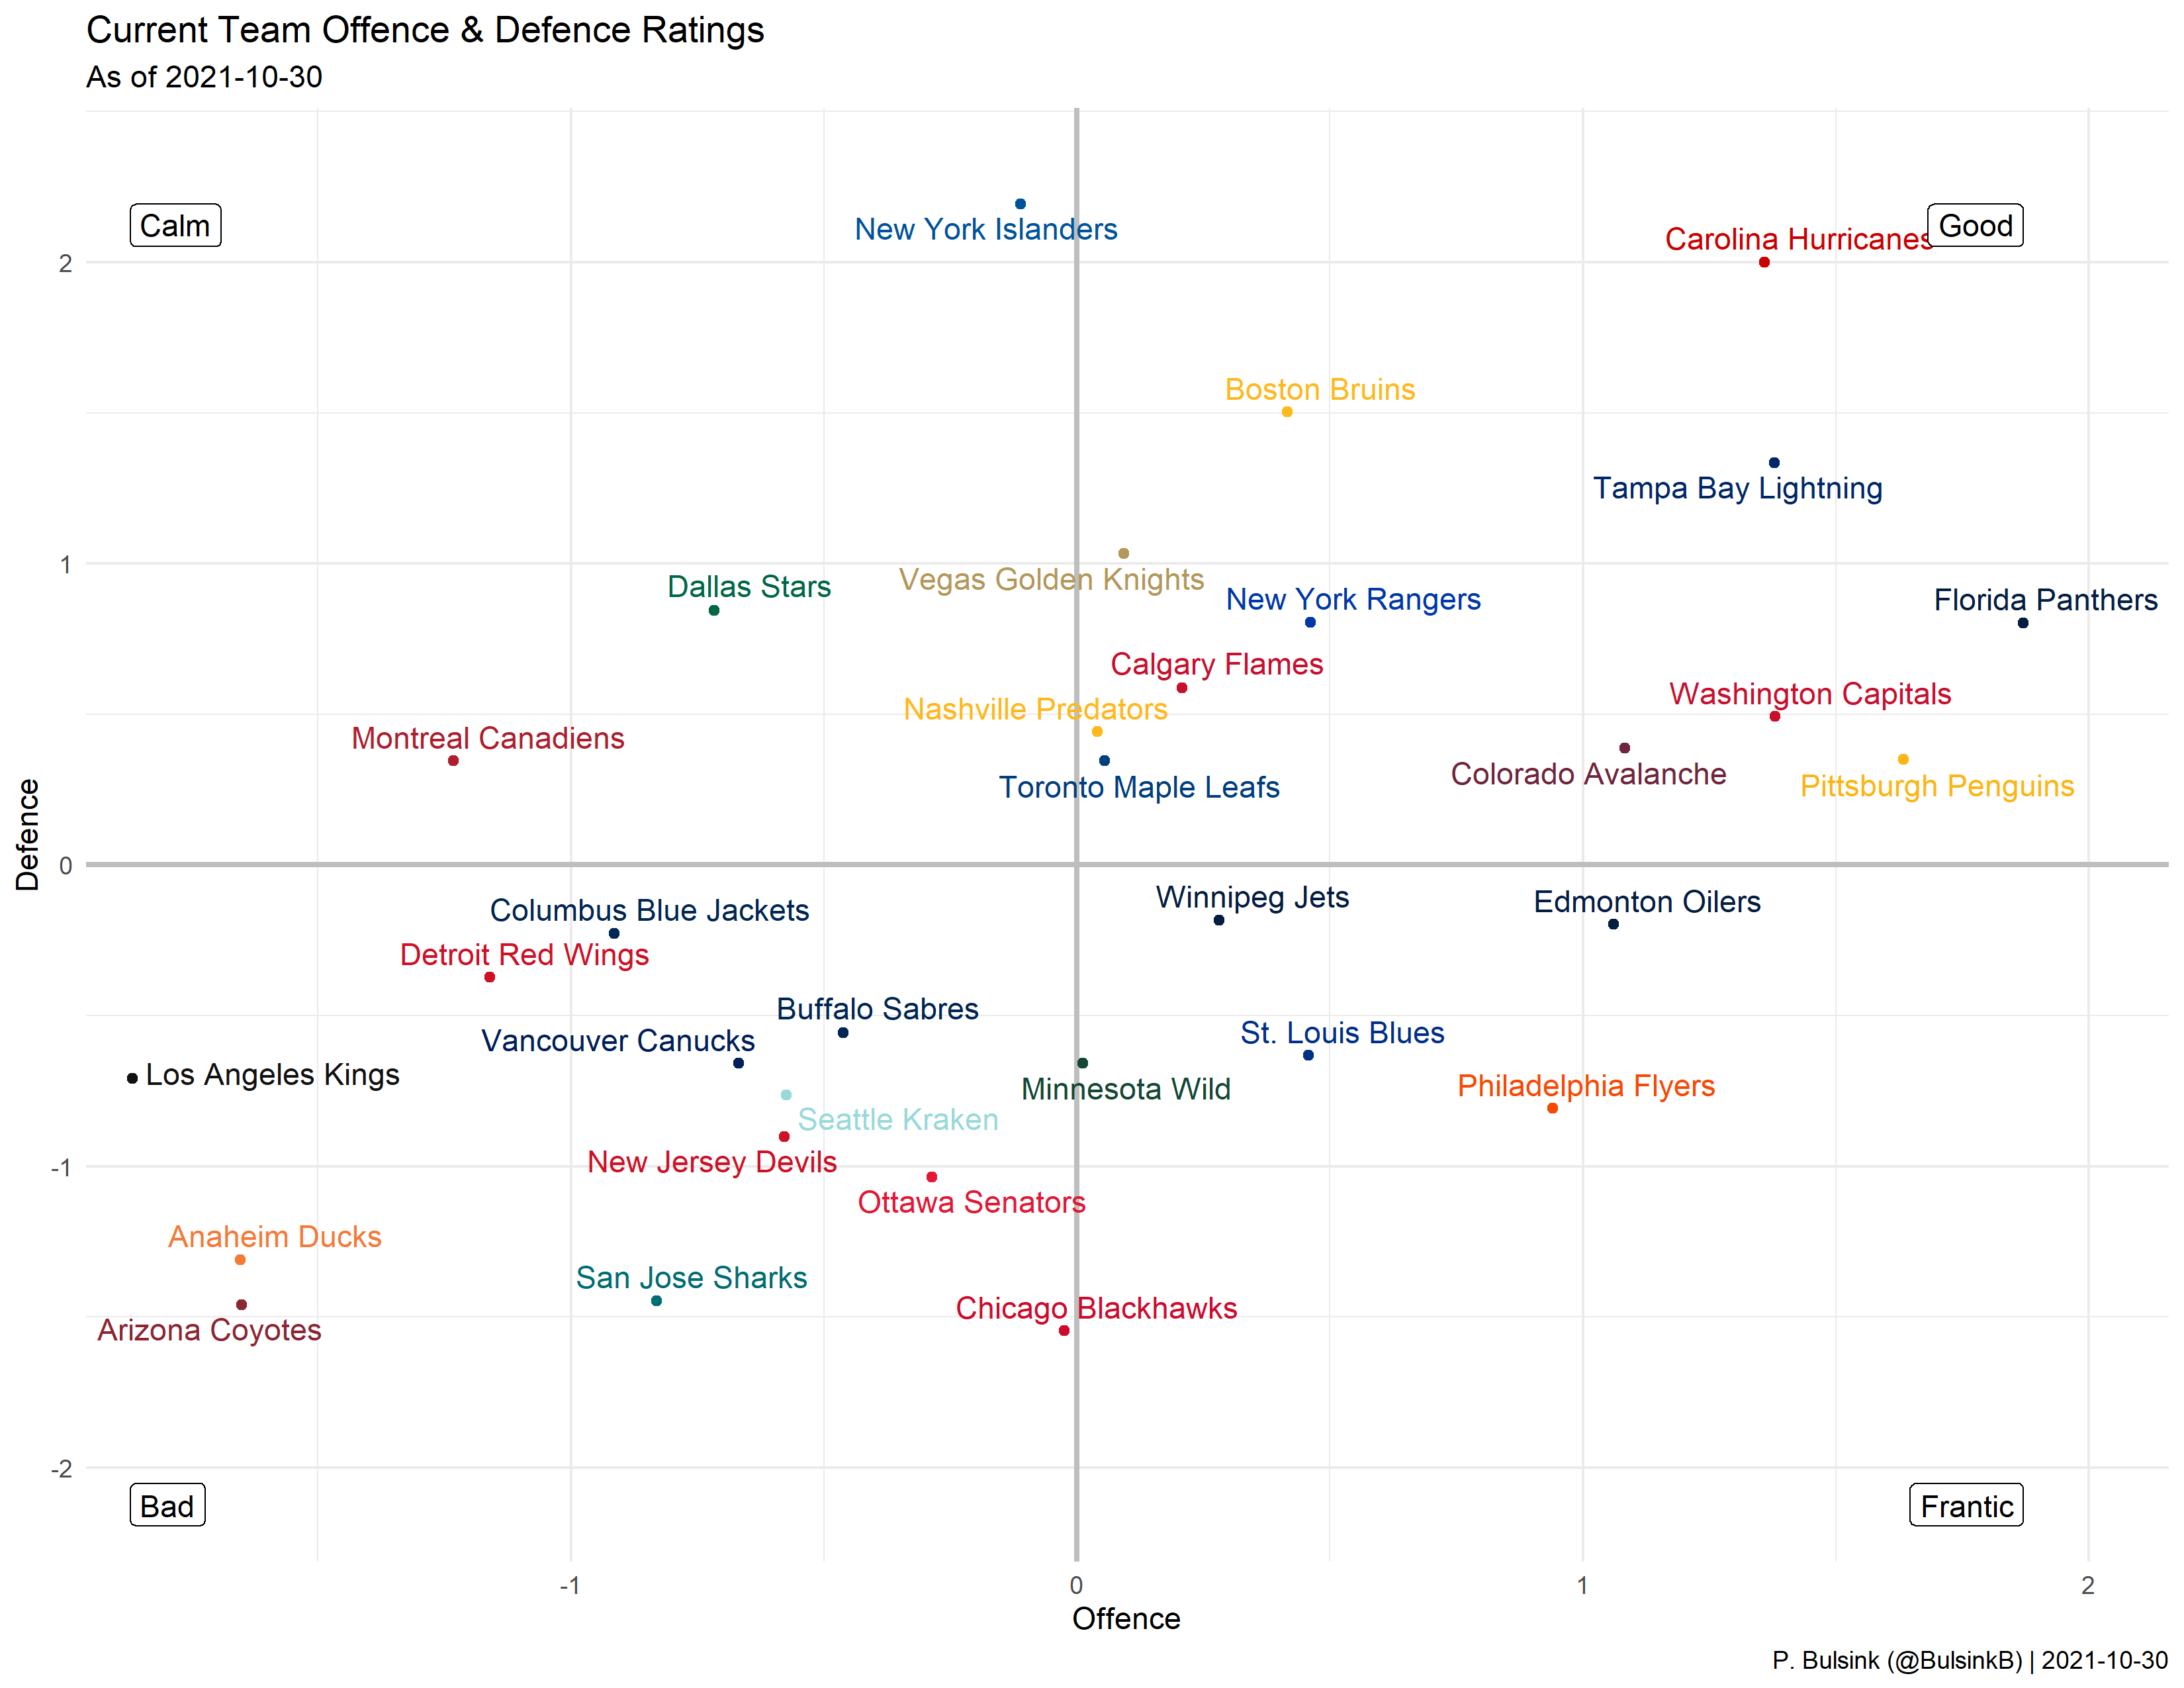 Current Team Offence & Defence Ratings
As of 2021-10-30
Calm
New York Islanders
Good
Carolina Hurricanes
2
Boston Bruins
Tampa Bay Lightning
1
Vegas Golden Knights
Dallas Stars
New York Rangers
Florida Panthers
Calgary Flames
Washington Capitals
Nashville Predators
Montreal Canadiens
Colorado Avalanche
Toronto Maple Leafs
Pittsburgh Penguins
Defence
0
Winnipeg Jets
Edmonton Oilers
Columbus Blue Jackets
Detroit Red Wings
Buffalo Sabres
St. Louis Blues
Vancouver Canucks
Los Angeles Kings
Minnesota Wild
Philadelphia Flyers
Seattle Kraken
New Jersey Devils
-1
Ottawa Senators
Anaheim Ducks
San Jose Sharks
Chicago Blackhawks
Arizona Coyotes
-2
Bad
Frantic
-1
0
1
2
Offence
P. Bulsink (@BulsinkB) | 2021-10-30